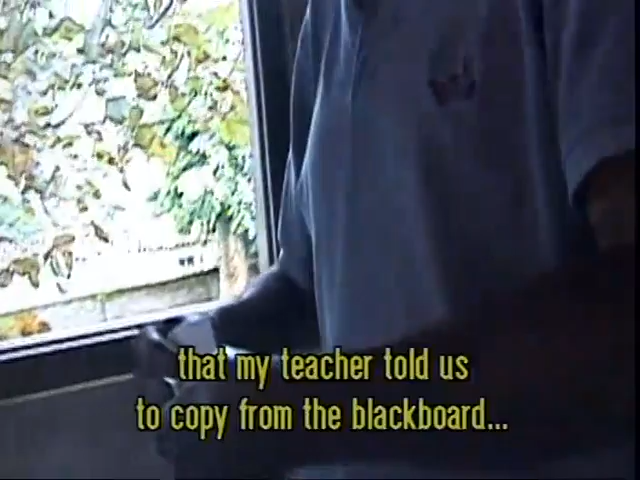 that my teacher told us
to copy from the blackboard...